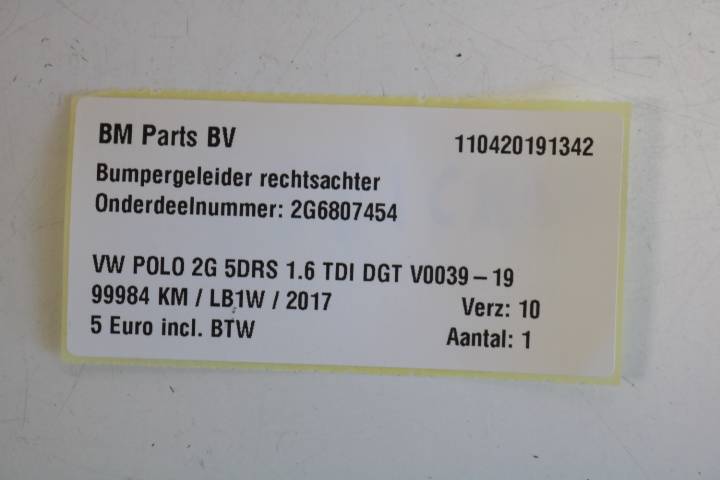 BM Parts BV 110420191342
Bumpergeleider rechtsachter
Onderdeelnummer: 2G6807454
VW POLO 2G 5DRS 1.6 TDI DGT V0039-19
99984 KM / LB1W / 2017 Verz: 10
5 Euro incl. BTW Aantal: 1